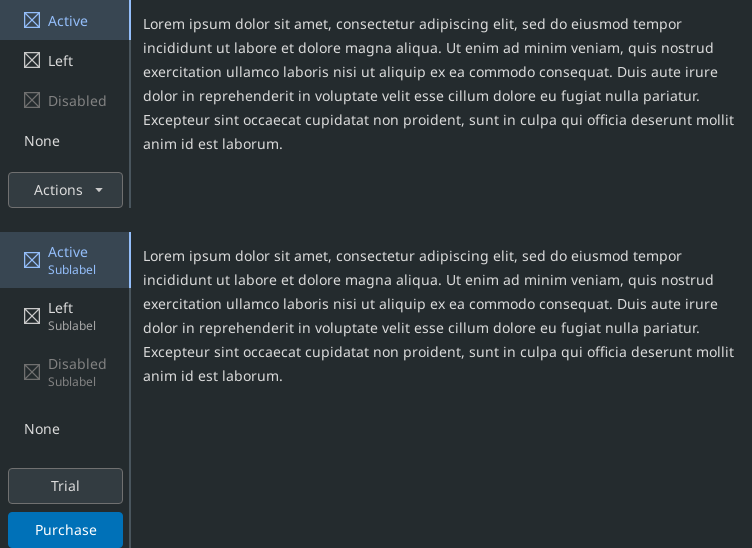 Active
Left
Disabled
None
Actions
Lorem ipsum dolor sit amet, consectetur adipiscing elit, sed do eiusmod tempor
incididunt ut labore et dolore magna aliqua. Ut enim ad minim veniam, quis nostrud
exercitation ullamco laboris nisi ut aliquip ex ea commodo consequat. Duis aute irure
dolor in reprehenderit in voluptate velit esse cillum dolore eu fugiat nulla pariatur.
Excepteur sint occaecat cupidatat non proident, sunt in culpa qui officia deserunt mollit
anim id est laborum.
Active
Sublabel
Left
Sublabel
Disabled
Sublabel
None
Trial
Purchase
Lorem ipsum dolor sit amet, consectetur adipiscing elit, sed do eiusmod tempor
incididunt ut labore et dolore magna aliqua. Ut enim ad minim veniam, quis nostrud
exercitation ullamco laboris nisi ut aliquip ex ea commodo consequat. Duis aute irure
dolor in reprehenderit in voluptate velit esse cillum dolore eu fugiat nulla pariatur.
Excepteur sint occaecat cupidatat non proident, sunt in culpa qui officia deserunt mollit
anim id est laborum.